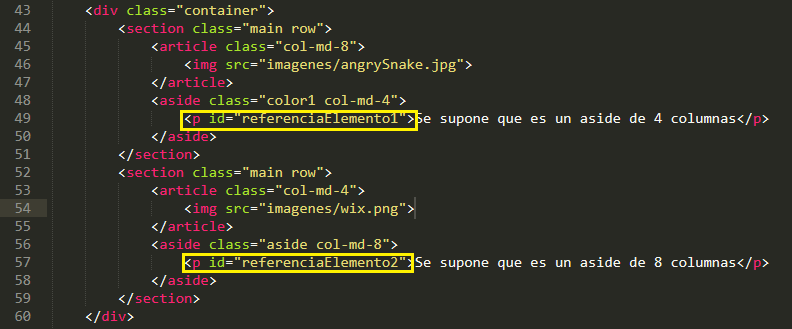 43 <div class="container">
44 <section class="main row">
45 <article class="col-md-8">
46 <img src="imagenes/angrySnake.jpg">
47 </article>
48 <aside class="color1 col-md-4">
49 <p id="referenciaElemento1">Se supone que es un aside de 4 columnas</p>
50 </aside>
51 </section>
52 <section class="main row">
53 <article class="col-md-4">
54 <img src="imagenes/wix.png">
55 </article>
56 <aside class="aside col-md-8">
57 <p id="referenciaElemento2">Se supone que es un aside de 8 columnas</p>
58 </aside>
59 </section>
60 </div>